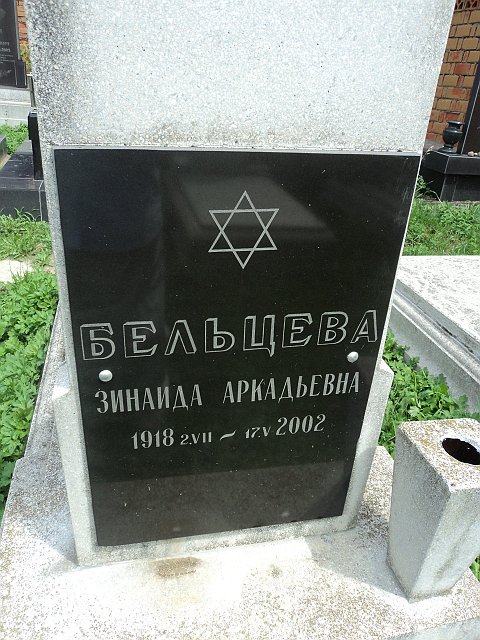 БЕЛЬЦЕВА
ЗИНАИДА АРКАДЬЕВНА
1918 2.VII ~ 17.V 2002